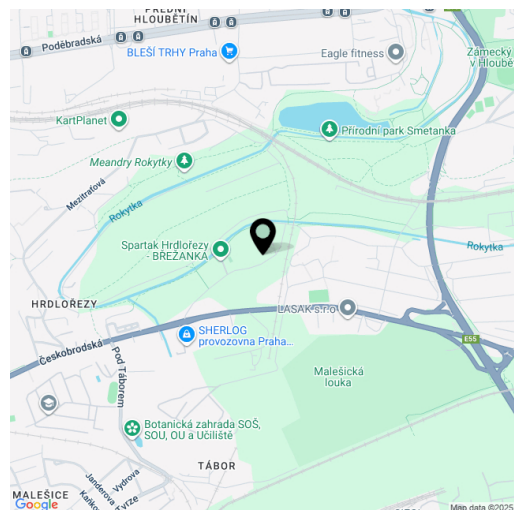 PŘEDNÍ
HLOUBĚTÍN
Poděbradská
BLEŠÍ TRHY Praha
Eagle fitness
Zámecký
v Hloubě
KartPlanet
Přírodní park Smetanka
Meandry Rokytky
Mezitraťová
Rokytka
Spartak Hrdlořezy
- BŘEŽANKA
Rokytka
HRDLOŘEZY
LASAK s.r.o
SHERLOG
provozovna Praha...
Českobrodská
E55
Pod Táborem
Malešická
louka
Botanická zahrada SOŠ,
SOU, OU a Učiliště
TÁBOR
Janderova
Vydrova
MALEŠICE
Google
Map data ©2025